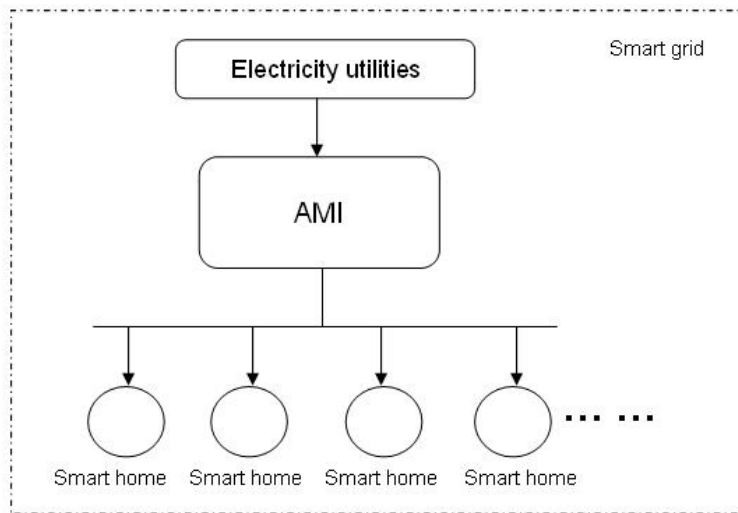 Smart grid
Electricity utilities
AMI
... ...
Smart home Smart home Smart home Smart home